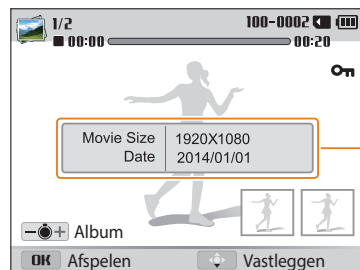 1/2 100-0002
00:00 00:20
Movie Size 1920X1080
Date 2014/01/01
Album
OK Afspelen Vastleggen